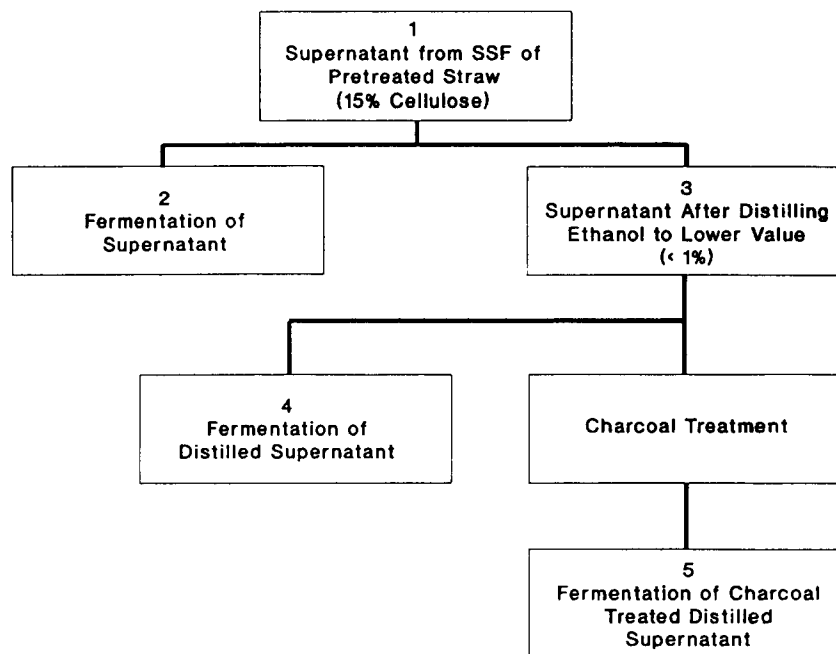 1
Supernatant from SSF of
Pretreated Straw
(15% Cellulose)
2
Fermentation of
Supernatant
3
Supernatant After Distilling
Ethanol to Lower Value
(< 1%)
4
Fermentation of
Distilled Supernatant
Charcoal Treatment
5
Fermentation of Charcoal
Treated Distilled
Supernatant